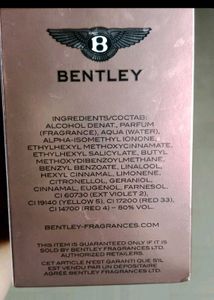 B
BENTLEY
INGREDIENTS/СОСТАВ:
ALCOHOL DENAT., PARFUM
(FRAGRANCE), AQUA (WATER),
ALPHA-ISOMETHYL IONONE,
ETHYLHEXYL METHOXYCINNAMATE,
ETHYLHEXYL SALICYLATE, BUTYL
METHOXYDIBENZOYLMETHANE,
BENZYL BENZOATE, LINALOOL,
HEXYL CINNAMAL, LIMONENE,
CITRONELLOL, GERANIOL,
CINNAMAL, EUGENOL, FARNESOL.
CI 60730 (EXT VIOLET 2),
CI 19140 (YELLOW 5), CI 17200 (RED 33),
CI 14700 (RED 4) – 80% VOL.
BENTLEY-FRAGRANCES.COM
THIS ITEM IS GUARANTEED ONLY IF IT IS
SOLD BY BENTLEY FRAGRANCES LTD.
AUTHORIZED RETAILERS.
CET ARTICLE N'EST GARANTI QUE S'IL
EST VENDU PAR UN DEPOSITAIRE
AGRÉE BENTLEY FRAGRANCES LTD.